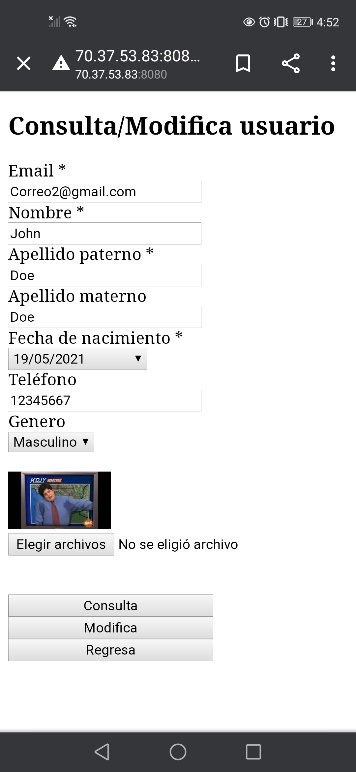 27
4:52
70.37.53.83:808...
70.37.53.83:8080
Consulta/Modifica usuario
Email *
Correo2@gmail.com
Nombre *
John
Apellido paterno *
Doe
Apellido materno
Doe
Fecha de nacimiento *
19/05/2021
Teléfono
12345667
Genero
Masculino
Elegir archivos No se eligió archivo
Consulta
Modifica
Regresa